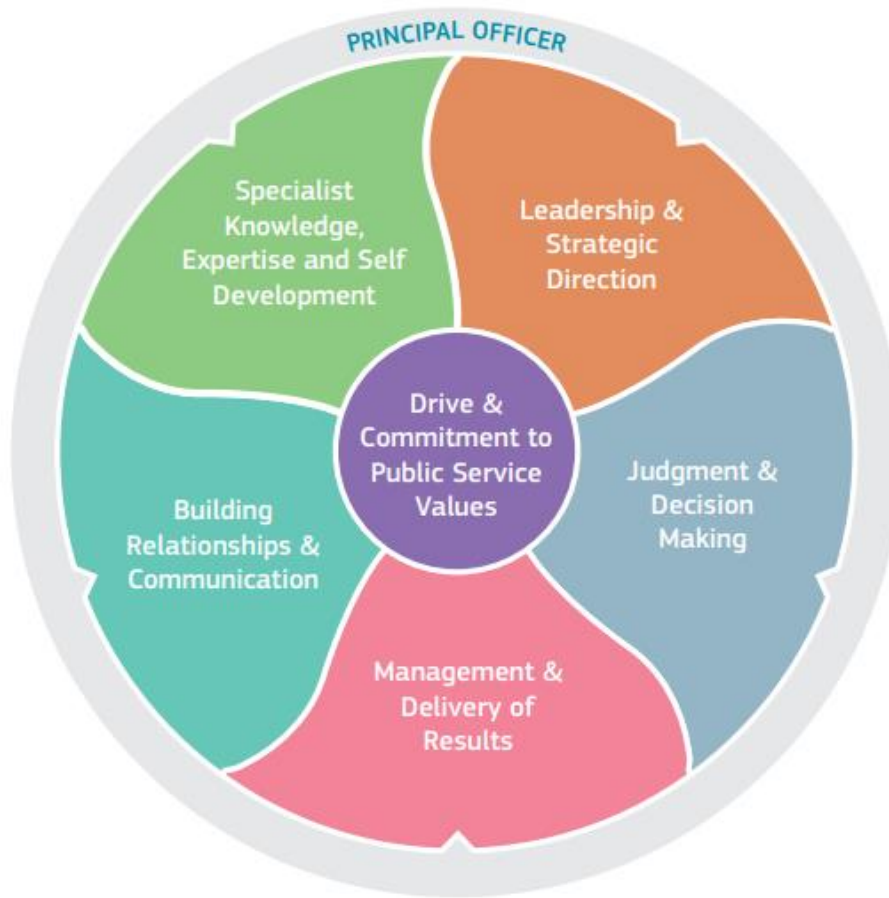 PRINCIPAL OFFICER
Specialist
Knowledge,
Expertise and Self
Development
Leadership &
Strategic
Direction
Drive &
Commitment to
Public Service
Values
Judgment &
Decision
Making
Building
Relationships &
Communication
Management &
Delivery of
Results